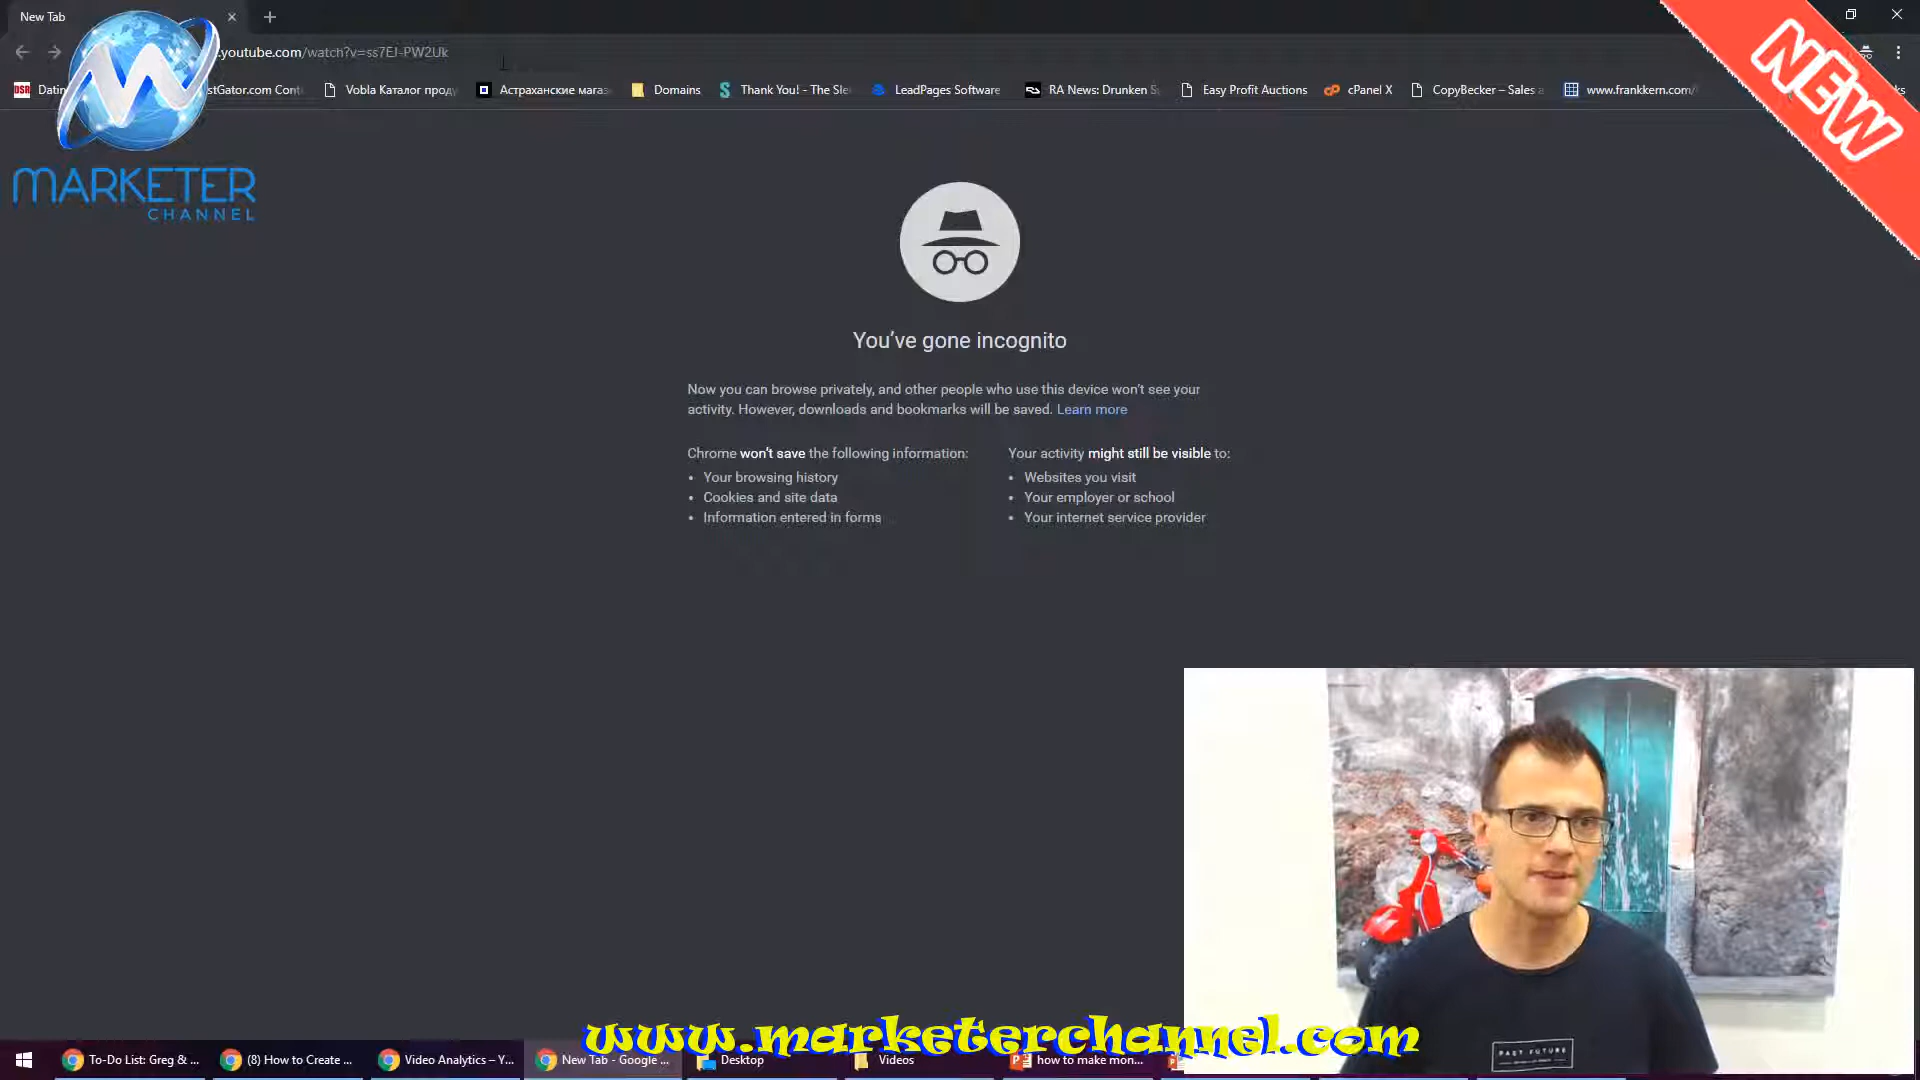 New Tab
.youtube.com/watch?v=ss7EJ-PW2Uk
NEW
Datin
stGator.com Cont
Vobla Каталог проду
Астраханские магаз
Domains
Thank You! - The Sle
LeadPages Software
RA News: Drunken S
Easy Profit Auctions
cPanel X
CopyBecker – Sales a
www.frankkern.com/
ks
MARKETER
CHANNEL
You've gone incognito
Now you can browse privately, and other people who use this device won't see your
activity. However, downloads and bookmarks will be saved. Learn more
Chrome won't save the following information:
• Your browsing history
• Cookies and site data
• Information entered in forms
Your activity might still be visible to:
• Websites you visit
• Your employer or school
• Your internet service provider
PAST FUTURE
www.marketerchannel.com
To-Do List: Greg & ...
(8) How to Create ...
Video Analytics – Y...
New Tab - Google ...
Desktop
Videos
how to make mon...